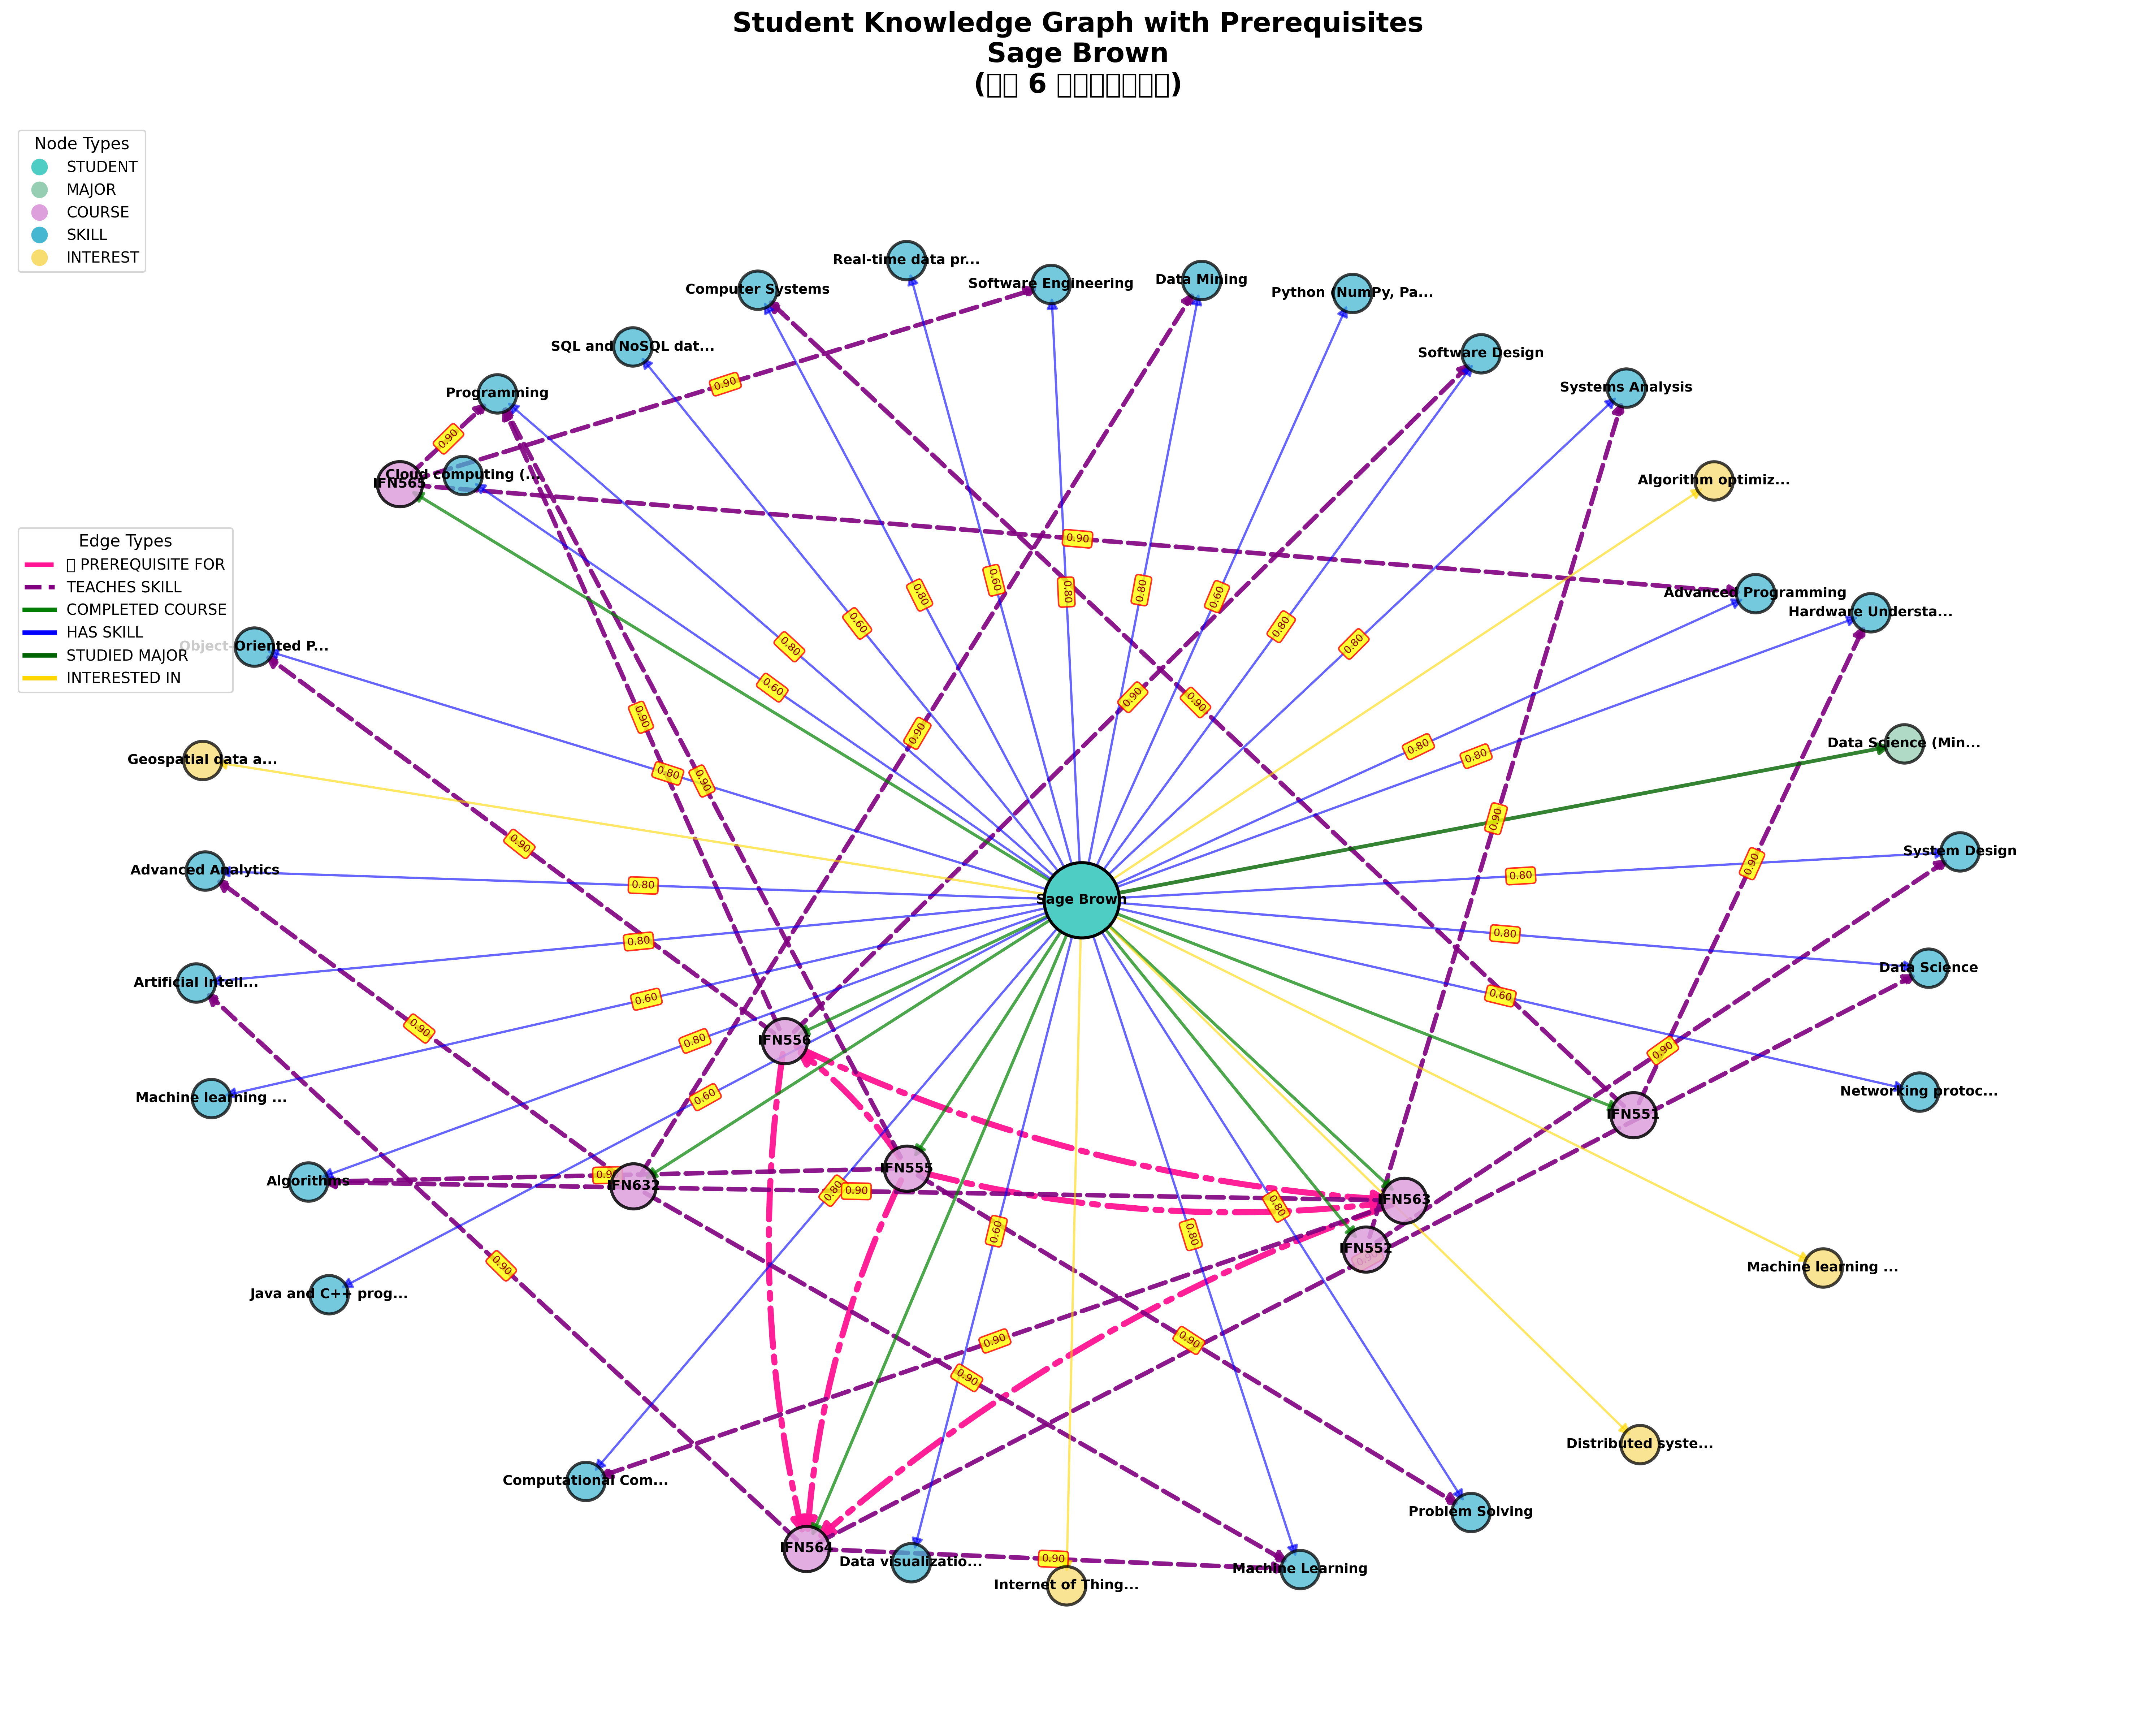 Student Knowledge Graph with Prerequisites
Sage Brown
( 6 )
Node Types
STUDENT
MAJOR
COURSE
SKILL
INTEREST
Real-time data pr...
Computer Systems
Software Engineering
Data Mining
Python (NumPy, Pa...
SQL and NoSQL dat...
Software Design
Systems Analysis
Programming
0.90
0.90
Cloud computing (...
IFN565
Algorithm optimiz...
Edge Types
PREREQUISITE FOR
TEACHES SKILL
COMPLETED COURSE
HAS SKILL
STUDIED MAJOR
INTERESTED IN
0.90
0.60
0.80
0.80
0.80
0.60
0.60
0.80
0.80
0.80
0.60
Advanced Programming
Hardware Understa...
Object-Oriented P...
0.90
0.90
0.90
0.90
0.80
0.80
Data Science (Min...
Geospatial data a...
0.80
0.90
0.90
0.90
0.90
System Design
Advanced Analytics
0.80
0.80
Sage Brown
0.80
0.80
Data Science
Artificial Intell...
0.60
0.60
0.90
0.80
IFN556
0.90
Machine learning ...
0.60
Networking protoc...
IFN551
Algorithms
IFN555
IFN632
0.90
0.80
0.80
IFN563
0.60
0.80
IFN552
0.90
Machine learning ...
Java and C++ prog...
0.90
0.90
0.90
Distributed syste...
Computational Com...
Problem Solving
IFN564
Data visualizatio...
0.90
Machine Learning
Internet of Thing...